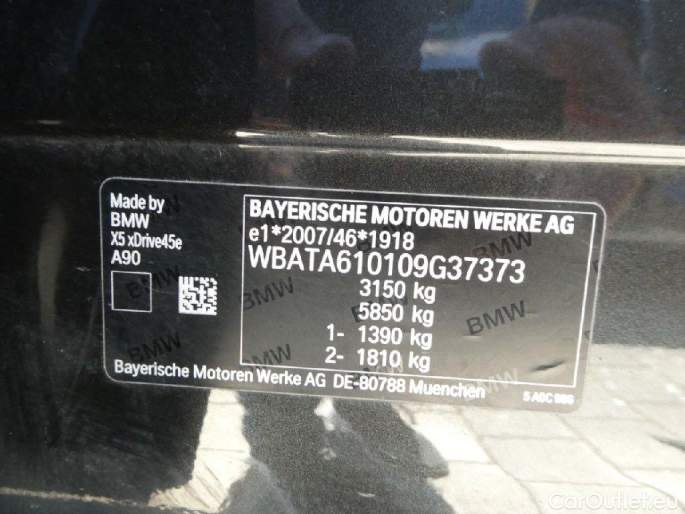 Made by
BMW
X5 xDrive45e
A90
BAYERISCHE MOTOREN WERKE AG
e1*2007/46*1918
WBATA610109G37373
3150 kg
5850 kg
1- 1390 kg
2- 1810 kg
Bayerische Motoren Werke AG DE-80788 Muenchen
BMW
BMW
BMW
BMW
BMW
BMW
BMW
CarOutlet.eu